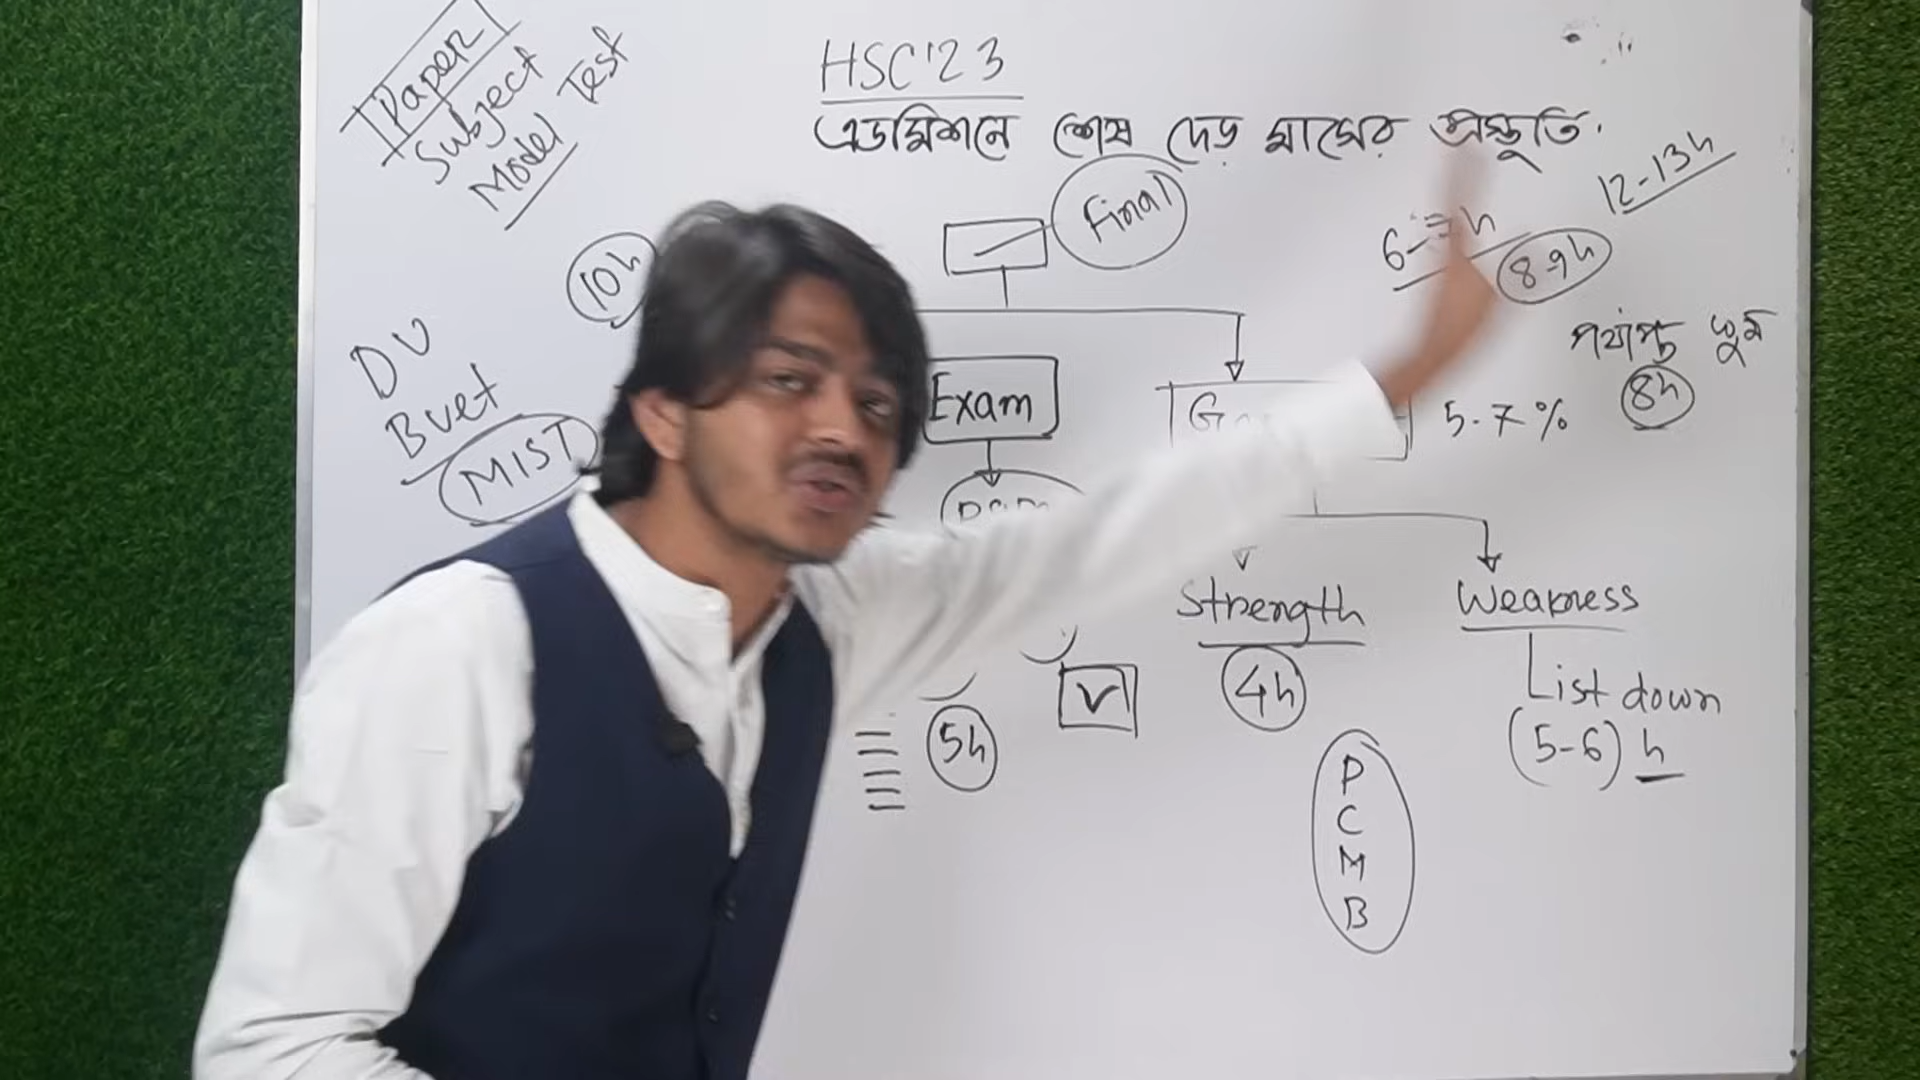 Paper
Subject
Model Test
HSC'23
এডমিশনে শেষ দেড় মাসের প্রস্তুতি.
Final
6-7h
8-9h
12-13h
10h
পর্যাপ্ত ঘুম
8h
DU
Buet
MIST
Exam
5-7%
Strength
4h
Weakness
List down
(5-6) h
5h
P
C
M
B